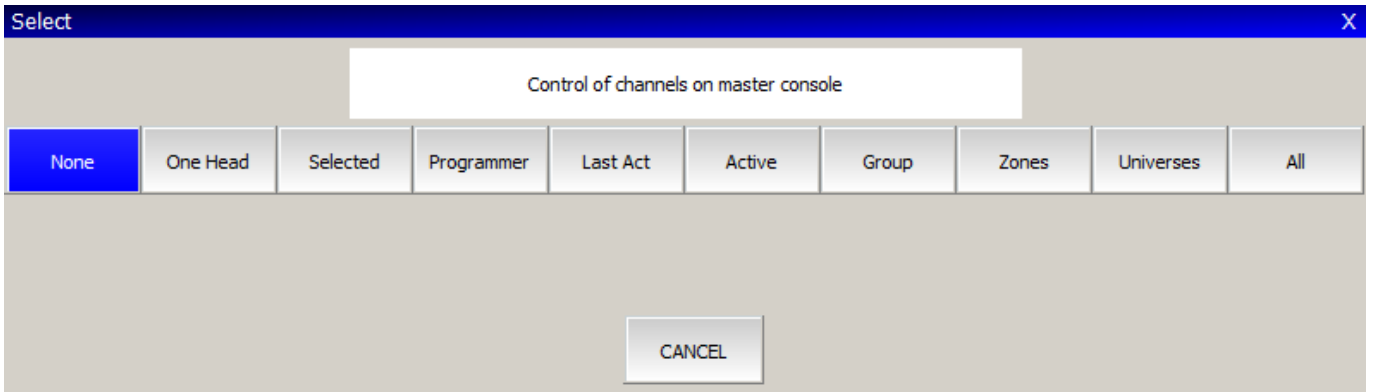 Select X
Control of channels on master console
None One Head Selected Programmer Last Act Active Group Zones Universes All
CANCEL